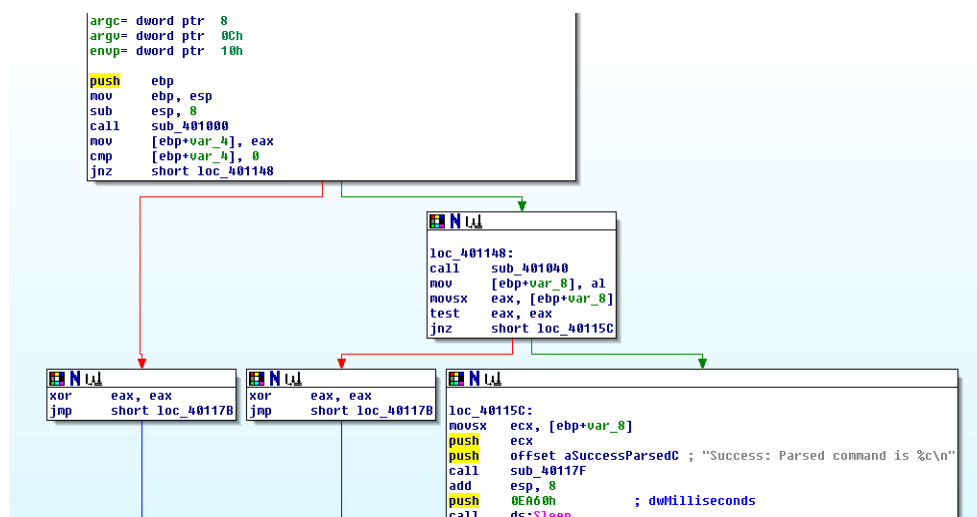 argc= dword ptr  8
argv= dword ptr  0Ch
envp= dword ptr  10h
push    ebp
mov     ebp, esp
sub     esp, 8
call    sub_401000
mov     [ebp+var_4], eax
cmp     [ebp+var_4], 0
jnz     short loc_401148
loc_401148:
call    sub_401040
mov     [ebp+var_8], al
movsx   eax, [ebp+var_8]
test    eax, eax
jnz     short loc_40115C
xor     eax, eax
jmp     short loc_40117B
xor     eax, eax
jmp     short loc_40117B
loc_40115C:
movsx   ecx, [ebp+var_8]
push    ecx
push    offset aSuccessParsedC ; "Success: Parsed command is %c\n"
call    sub_40117F
add     esp, 8
push    0EA60h          ; dwMilliseconds
call    ds:Sleep